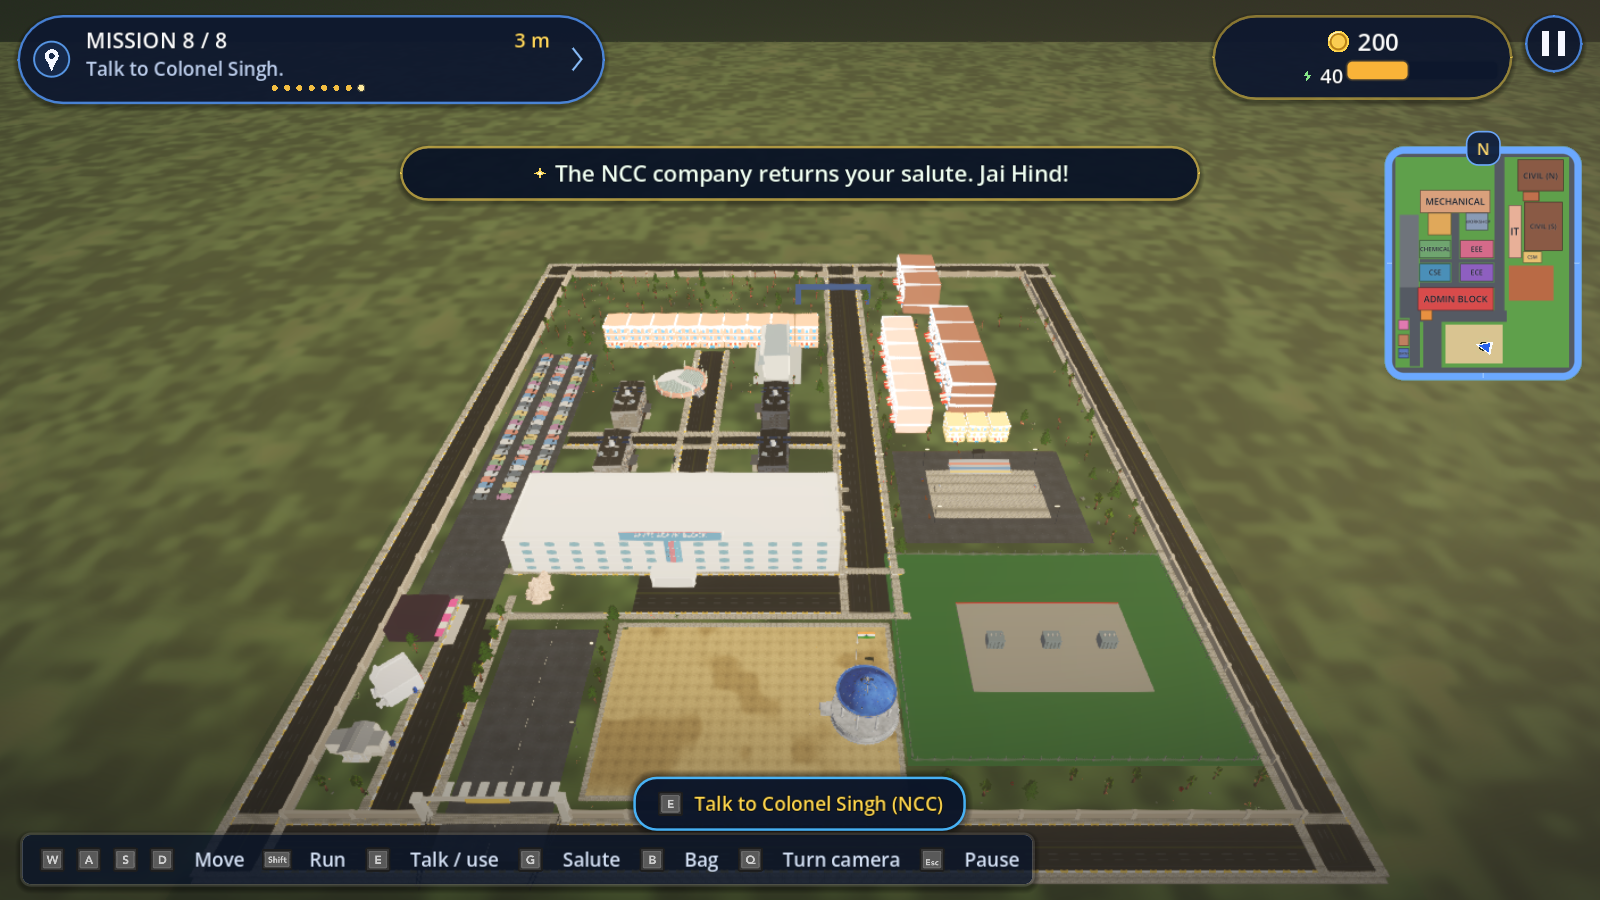 MISSION 8 / 8
3 m
Talk to Colonel Singh.
200
40
The NCC company returns your salute. Jai Hind!
N
CIVIL (N)
MECHANICAL
IT
CIVIL (S)
CHEMICAL
EEE
COM
CSE
ECE
ADMIN BLOCK
E Talk to Colonel Singh (NCC)
W A S D Move Shift Run E Talk / use G Salute B Bag Q Turn camera Esc Pause